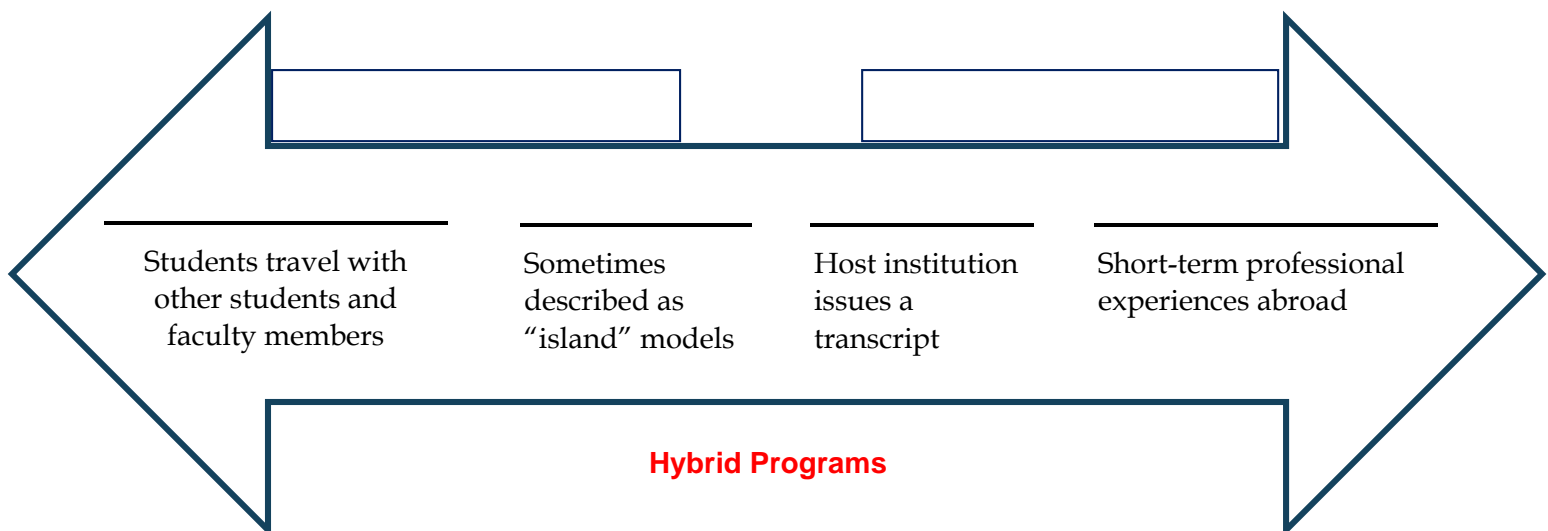 Students travel with
other students and
faculty members
Sometimes
described as
“island” models
Host institution
issues a
transcript
Short-term professional
experiences abroad
Hybrid Programs